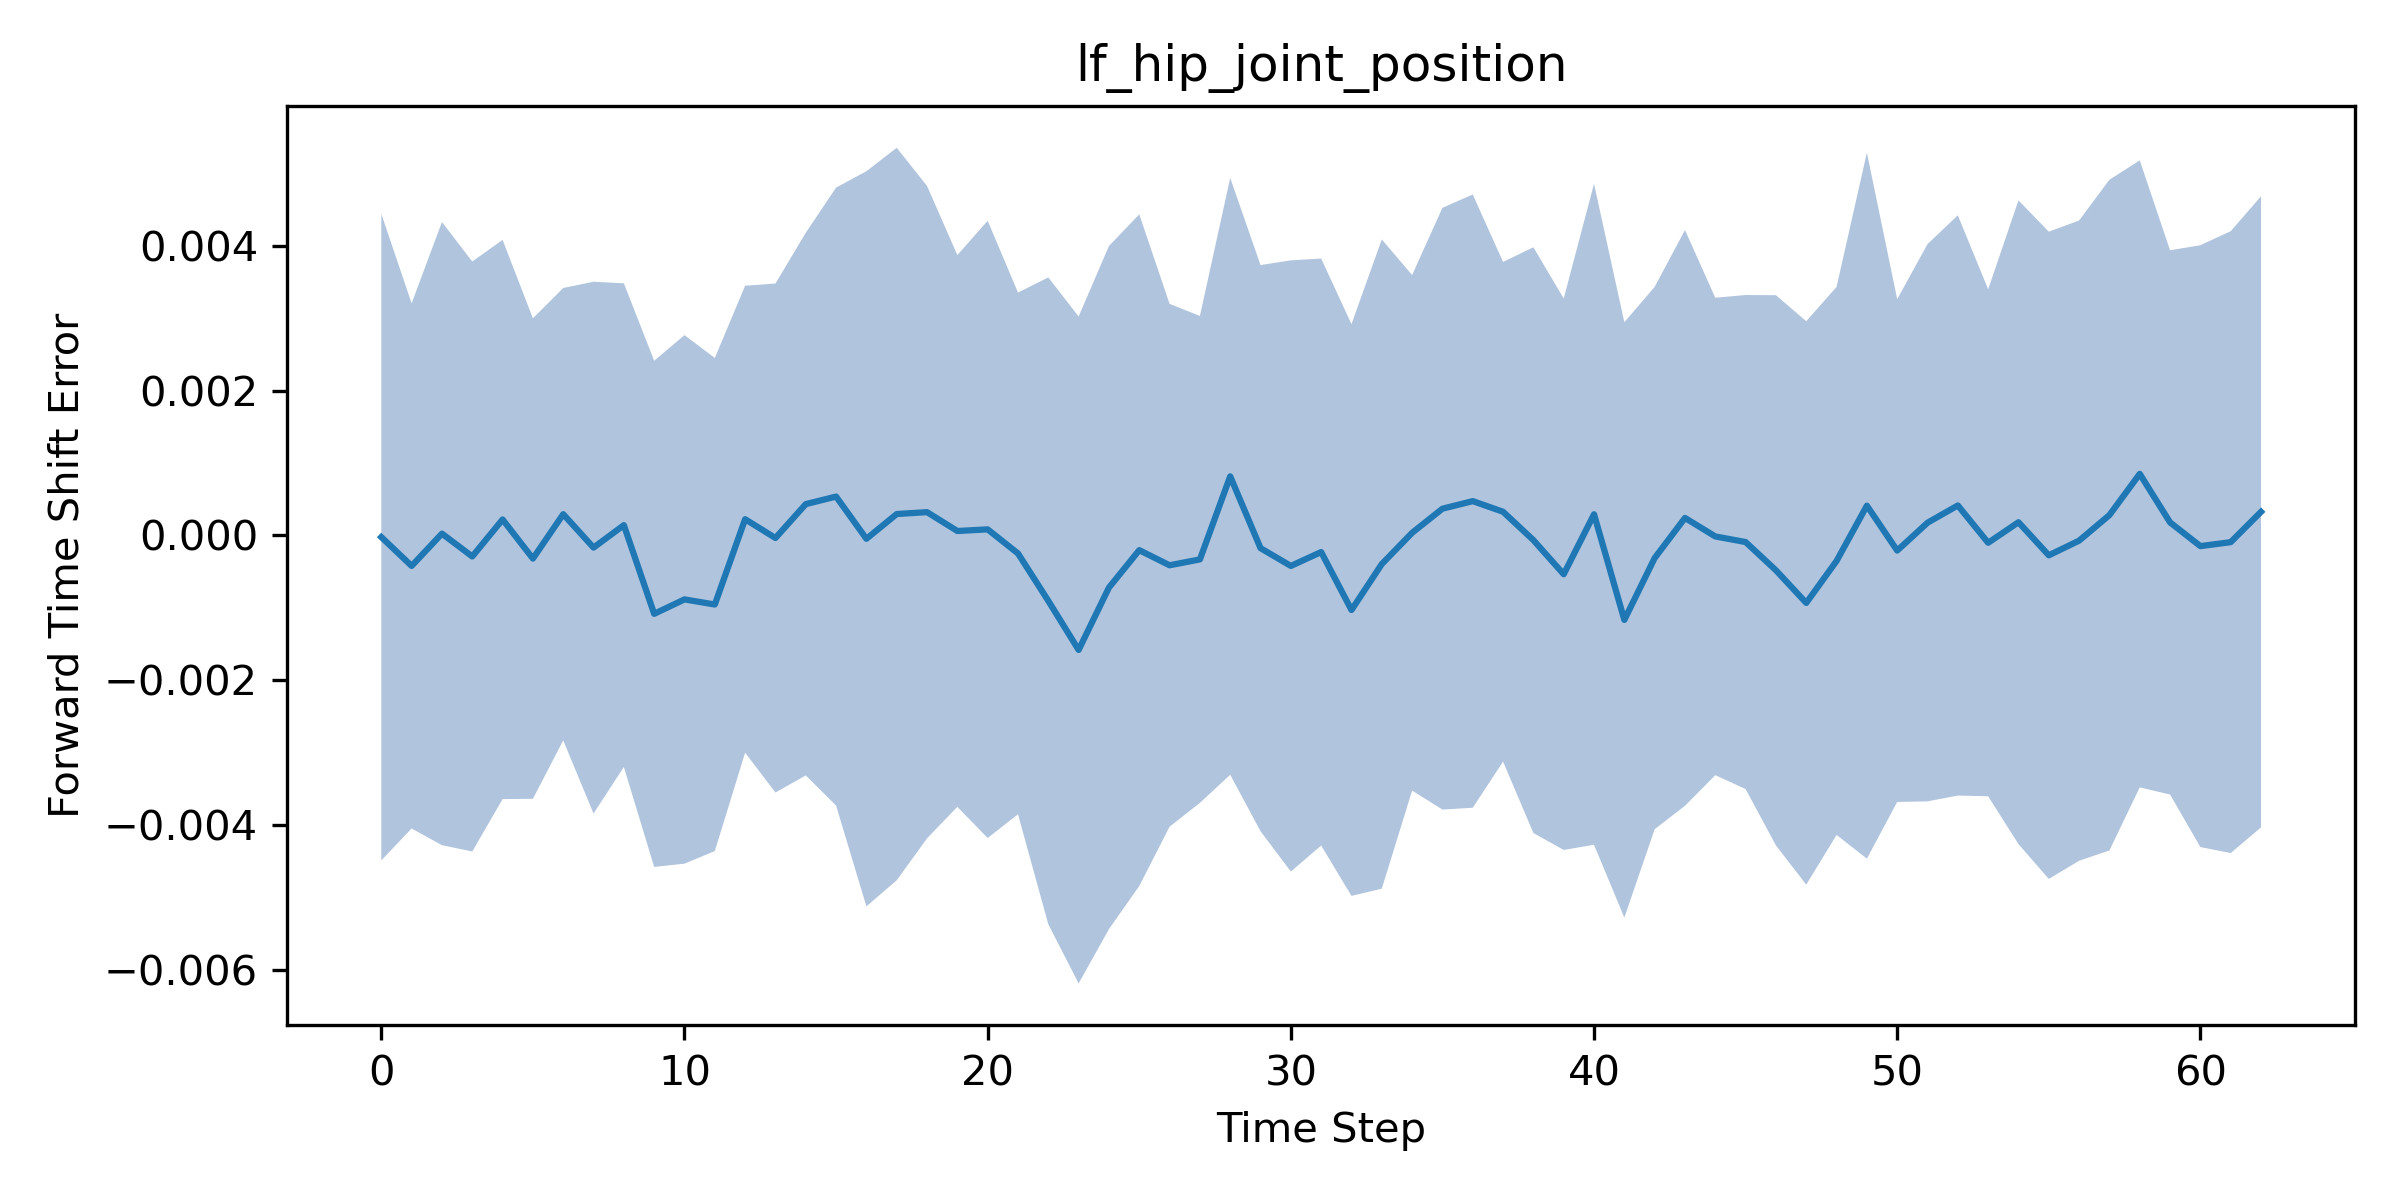 lf_hip_joint_position
Forward Time Shift Error
0.004
0.002
0.000
−0.002
−0.004
−0.006
0 10 20 30 40 50 60
Time Step